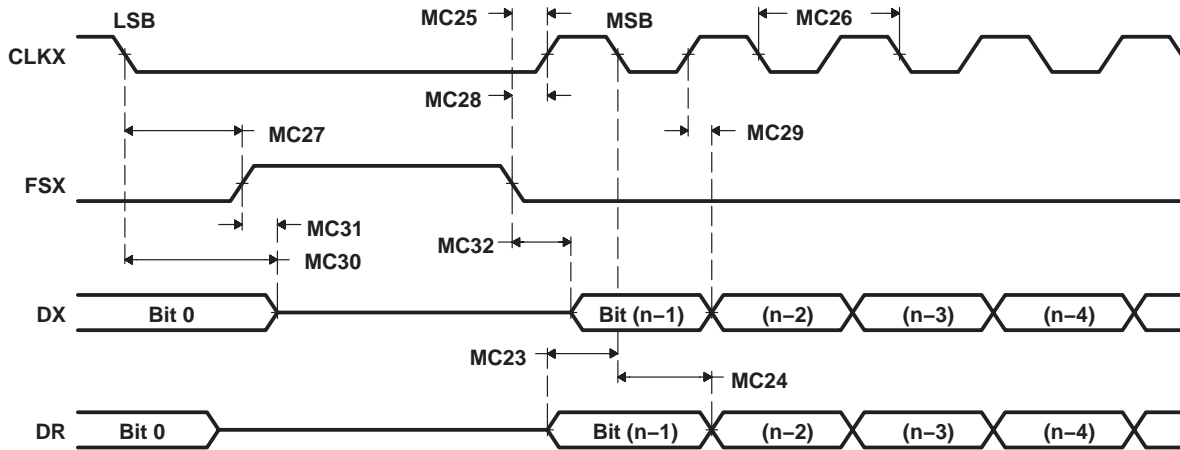 LSB MC25 MSB MC26
CLKX
MC28
MC27 MC29
FSX
MC31
MC32
MC30
DX Bit 0 Bit (n–1) (n–2) (n–3) (n–4)
MC23
MC24
DR Bit 0 Bit (n–1) (n–2) (n–3) (n–4)